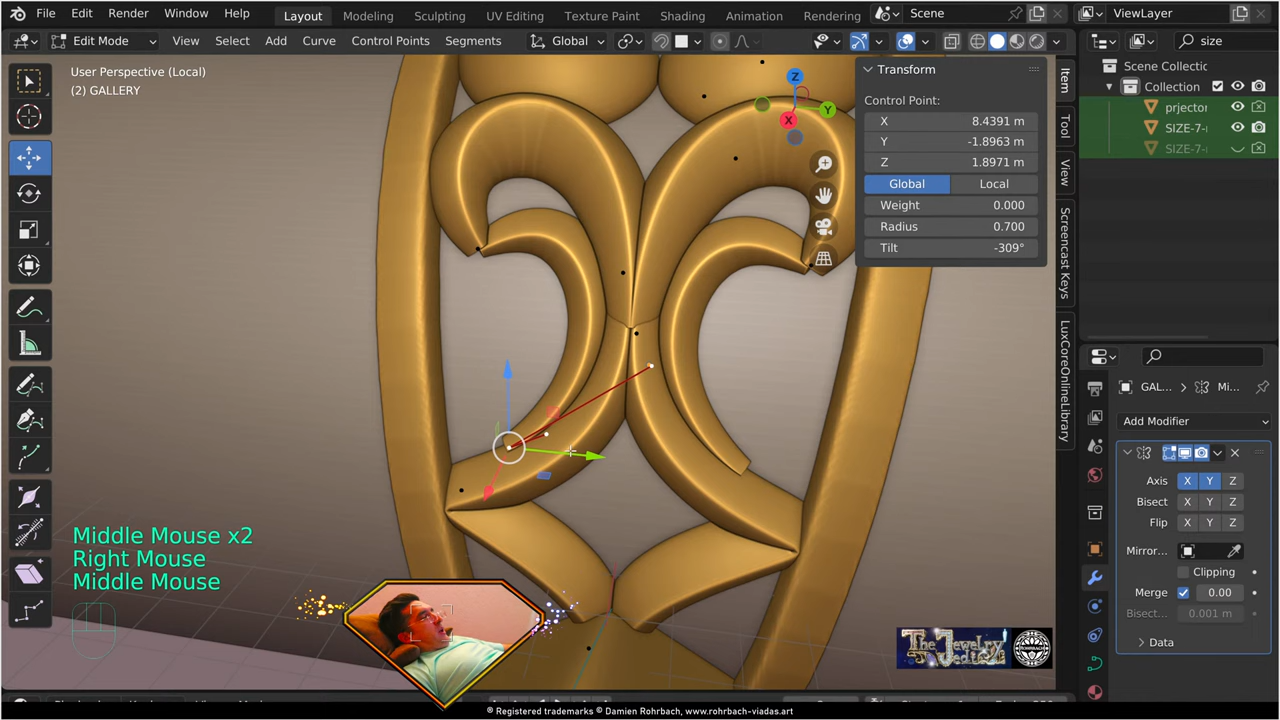 File Edit Render Window Help Layout Modeling Sculpting UV Editing Texture Paint Shading Animation Rendering Scene ViewLayer
Edit Mode View Select Add Curve Control Points Segments Global size
User Perspective (Local)
(2) GALLERY
Transform
Control Point:
X 8.4391 m
Y -1.8963 m
Z 1.8971 m
Global Local
Weight 0.000
Radius 0.700
Tilt -309°
Z
Y
X
Item
Tool
View
Screencast Keys
LuxCoreOnlineLibrary
Scene Collectic
Collection
prjector
SIZE-7-
SIZE-7-
GAL... > Mi...
Add Modifier
Axis X Y Z
Bisect X Y Z
Flip X Y Z
Mirror...
Clipping
Merge 0.00
Bisect... 0.001 m
Data
Middle Mouse x2
Right Mouse
Middle Mouse
The Jewelry
ROHRBACH
® Registered trademarks © Damien Rohrbach, www.rohrbach-viadas.art